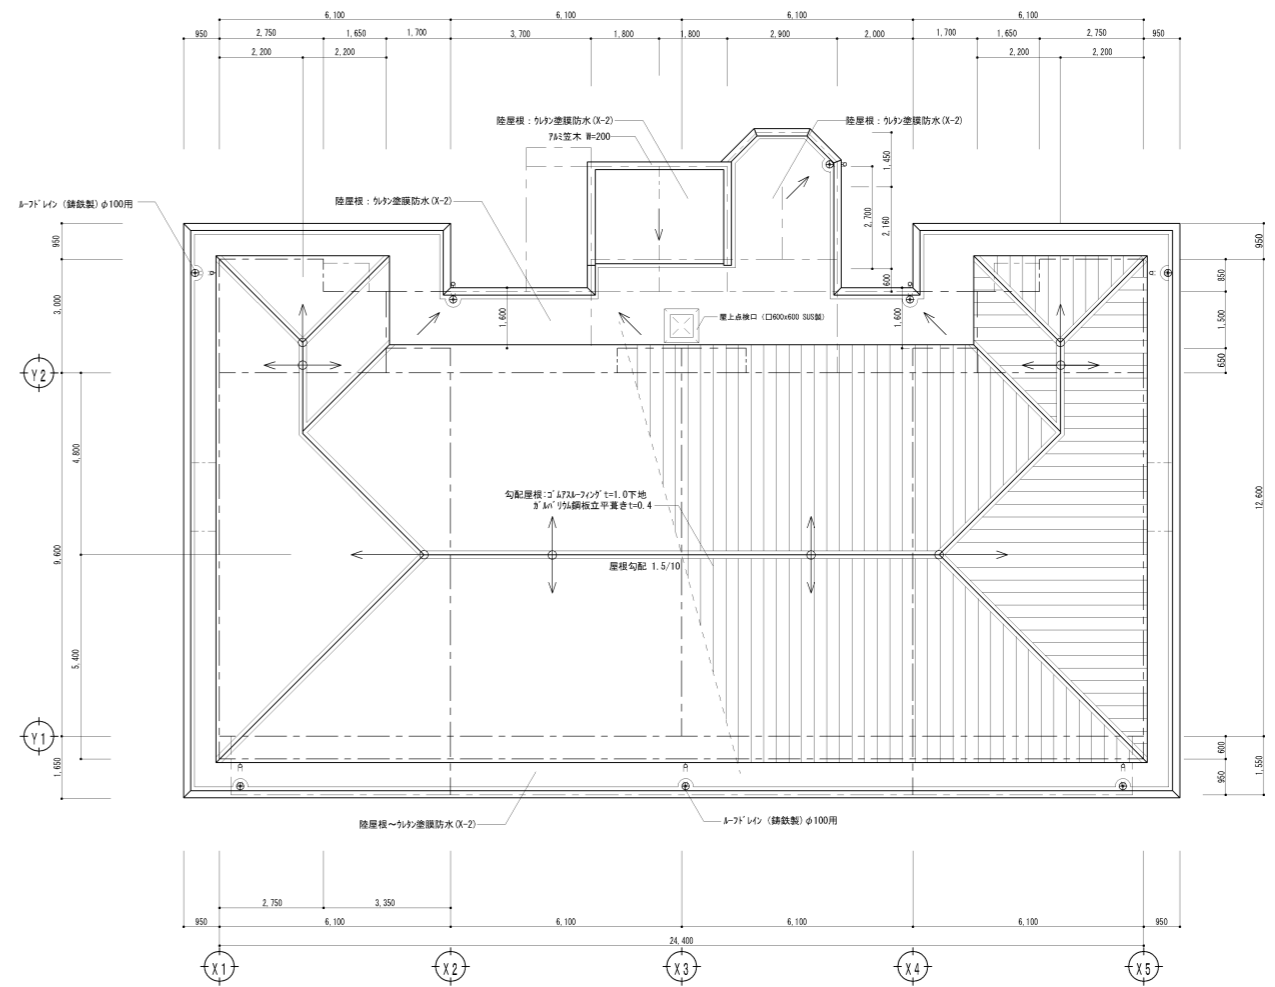 6,100 6,100 6,100 6,100
950 2,750 1,650 1,700 3,700 1,800 1,800 2,900 2,000 1,700 1,650 2,750 950
2,200 2,200 2,200 2,200
陸屋根：ウレタン塗膜防水(X-2) 陸屋根：ウレタン塗膜防水(X-2)
アルミ笠木 W=200
1,450
ルーフドレイン（鋳鉄製）φ100用
陸屋根：ウレタン塗膜防水(X-2)
2,700 2,160
950 950
850
3,000 600
1,600 屋上点検口（□600x600 SUS製） 1,600 1,500
650
Y2
4,800
勾配屋根:ゴムアスルーフィングt=1.0下地
ガルバリウム鋼板立平葺きt=0.4
12,600
9,600
屋根勾配 1.5/10
5,400
Y1
600
1,650 950 1,550
陸屋根～ウレタン塗膜防水(X-2) ルーフドレイン（鋳鉄製）φ100用
2,750 3,350
950 6,100 6,100 6,100 6,100 950
24,400
X1 X2 X3 X4 X5